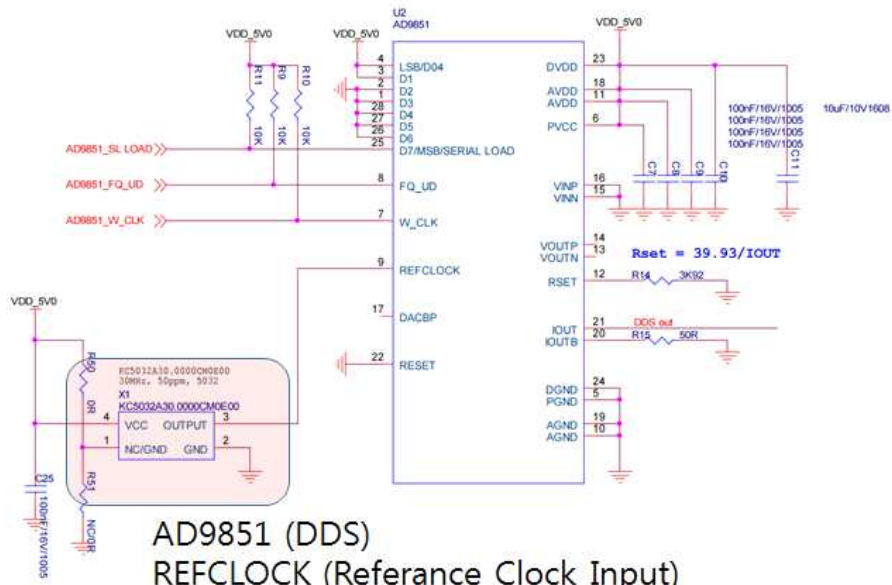 U2
AD9851
VDD_5V0
VDD_5V0
VDD_5V0
R11
R9
R10
10K
10K
10K
AD9851_SL LOAD
AD9851_FQ_UD
AD9851_W_CLK
4 LSB/D04
3 D1
2 D2
1 D3
28 D4
27 D5
26 D6
25 D7/MSB/SERIAL LOAD
8 FQ_UD
7 W_CLK
9 REFCLOCK
17 DACBP
22 RESET
DVDD 23
AVDD 18
AVDD 11
PVCC 6
VINP 16
VINN 15
VOUTP 14
VOUTN 13
RSET 12
IOUT 21
IOUTB 20
DGND 24
PGND 5
AGND 19
AGND 10
100nF/16V/1005
100nF/16V/1005
100nF/16V/1005
100nF/16V/1005
10uF/10V1608
C7
C8
C9
C10
C11
Rset = 39.93/IOUT
R14 3K92
DDS out
R15 50R
VDD_5V0
R50
0R
KC5032A30.0000CM0E00
30MHz, 50ppm, 5032
X1
KC5032A30.0000CM0E00
4 VCC OUTPUT 3
1 NC/GND GND 2
C25
100nF/16V/1005
R51
NC/0R
AD9851 (DDS)
REFCLOCK (Referance Clock Input)